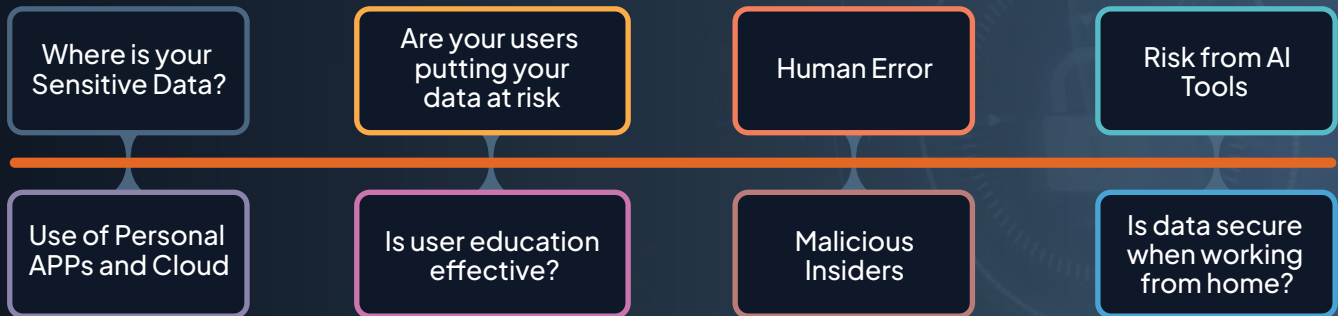 Where is your
Sensitive Data?
Are your users
putting your
data at risk
Human Error
Risk from AI
Tools
Use of Personal
APPs and Cloud
Is user education
effective?
Malicious
Insiders
Is data secure
when working
from home?